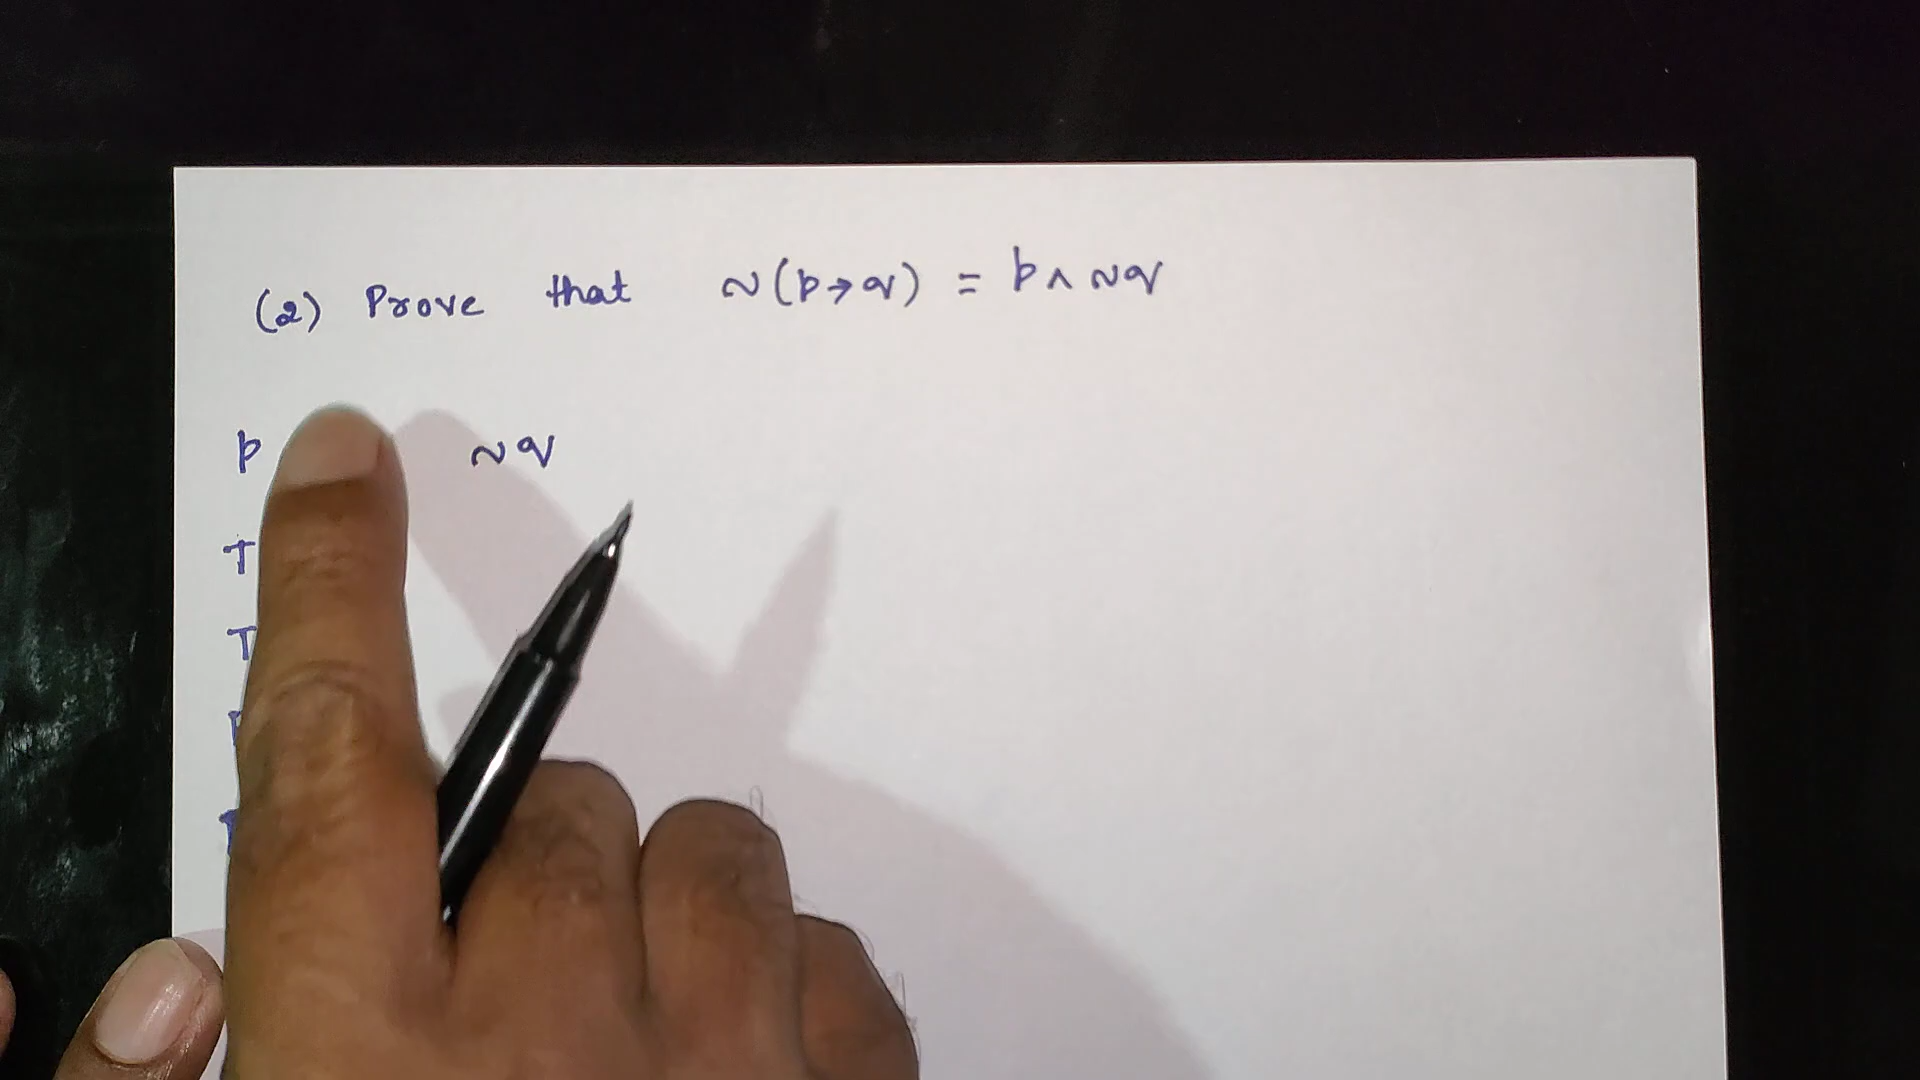 (2) Prove that ~(p→q) = p∧~q
p ~q
T
T